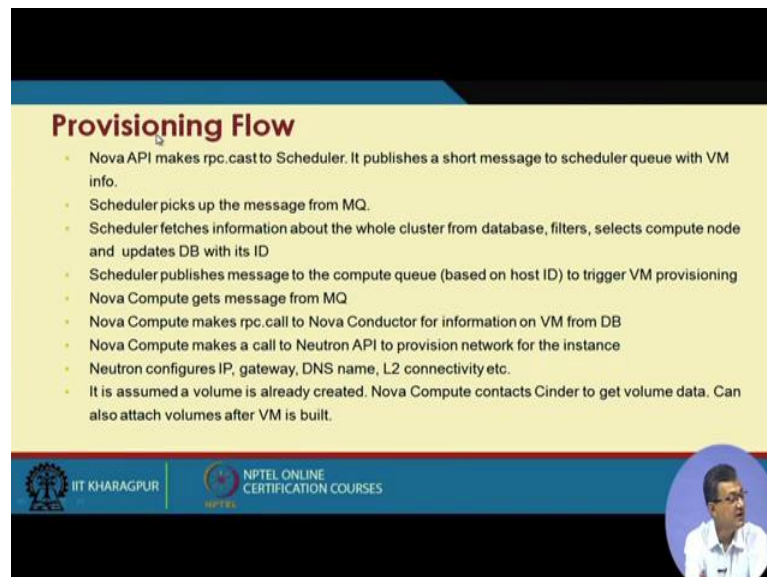 Provisioning Flow
Nova API makes rpc.cast to Scheduler. It publishes a short message to scheduler queue with VM
info.
Scheduler picks up the message from MQ.
Scheduler fetches information about the whole cluster from database, filters, selects compute node
and updates DB with its ID
Scheduler publishes message to the compute queue (based on host ID) to trigger VM provisioning
Nova Compute gets message from MQ
Nova Compute makes rpc.call to Nova Conductor for information on VM from DB
Nova Compute makes a call to Neutron API to provision network for the instance
Neutron configures IP, gateway, DNS name, L2 connectivity etc.
It is assumed a volume is already created. Nova Compute contacts Cinder to get volume data. Can
also attach volumes after VM is built.
IIT KHARAGPUR
NPTEL ONLINE
CERTIFICATION COURSES
NPTEL